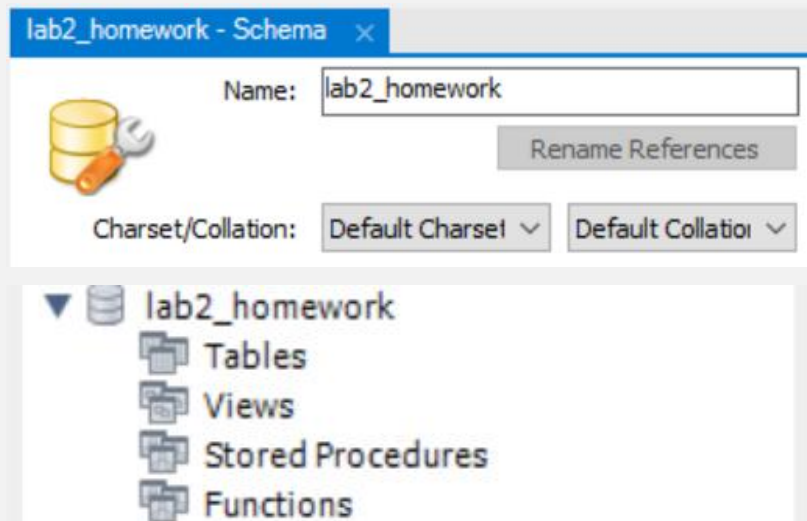 lab2_homework - Schema
Name: lab2_homework
Rename References
Charset/Collation: Default Charset Default Collation
lab2_homework
Tables
Views
Stored Procedures
Functions